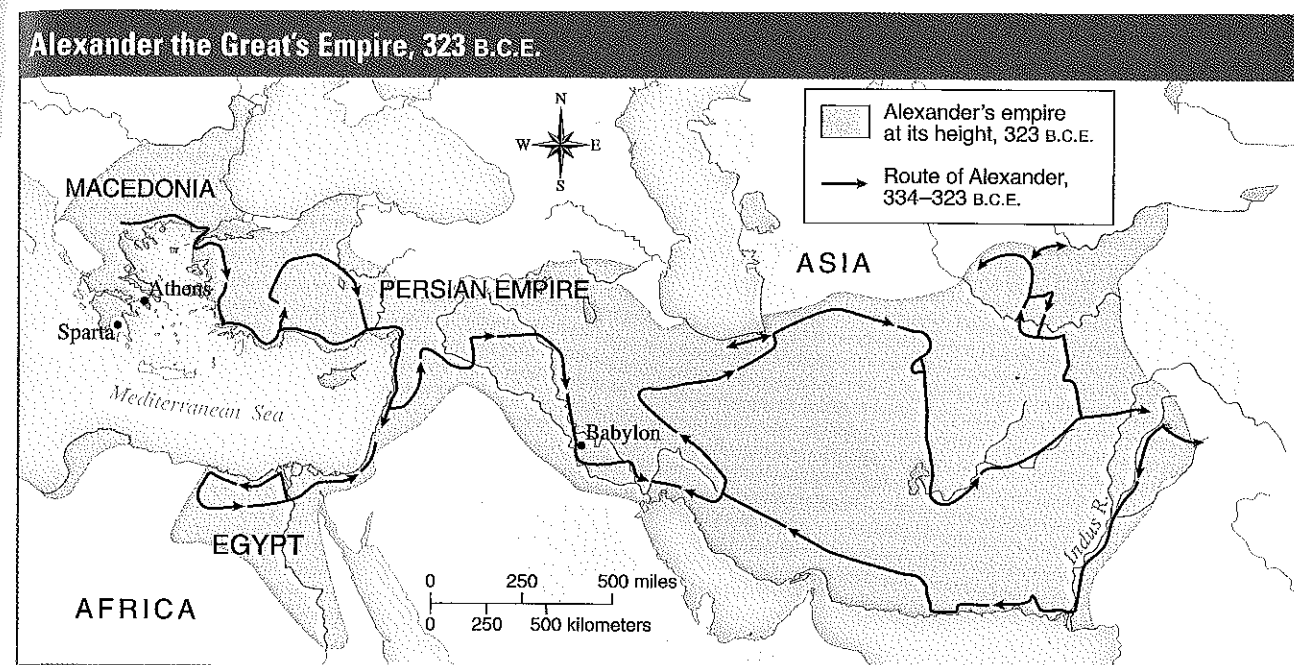 Alexander the Great's Empire, 323 B.C.E.
N
W E
S
Alexander's empire
at its height, 323 B.C.E.
Route of Alexander,
334–323 B.C.E.
MACEDONIA
ASIA
PERSIAN EMPIRE
Athens
Sparta
Mediterranean Sea
Babylon
Indus R.
EGYPT
AFRICA
0 250 500 miles
0 250 500 kilometers